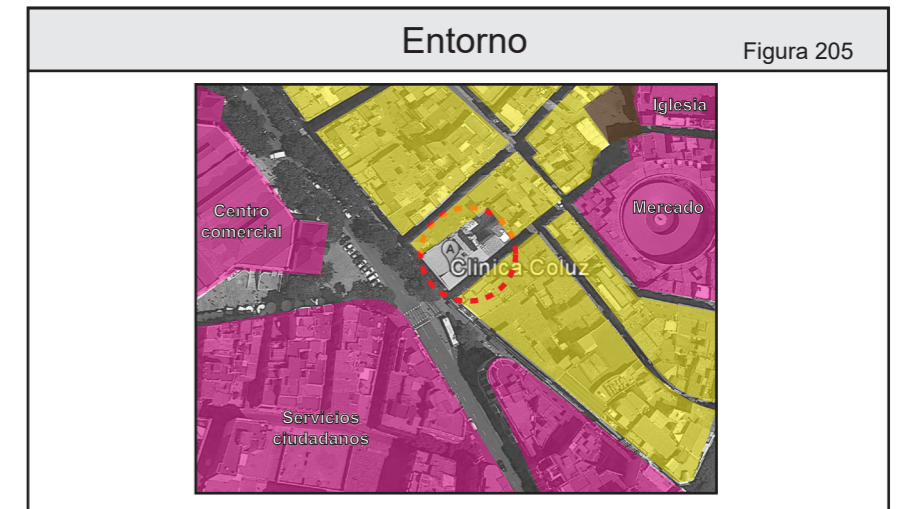 Entorno
Figura 205
Iglesia
Centro
comercial
Mercado
A
Clínica Coluz
Servicios
ciudadanos